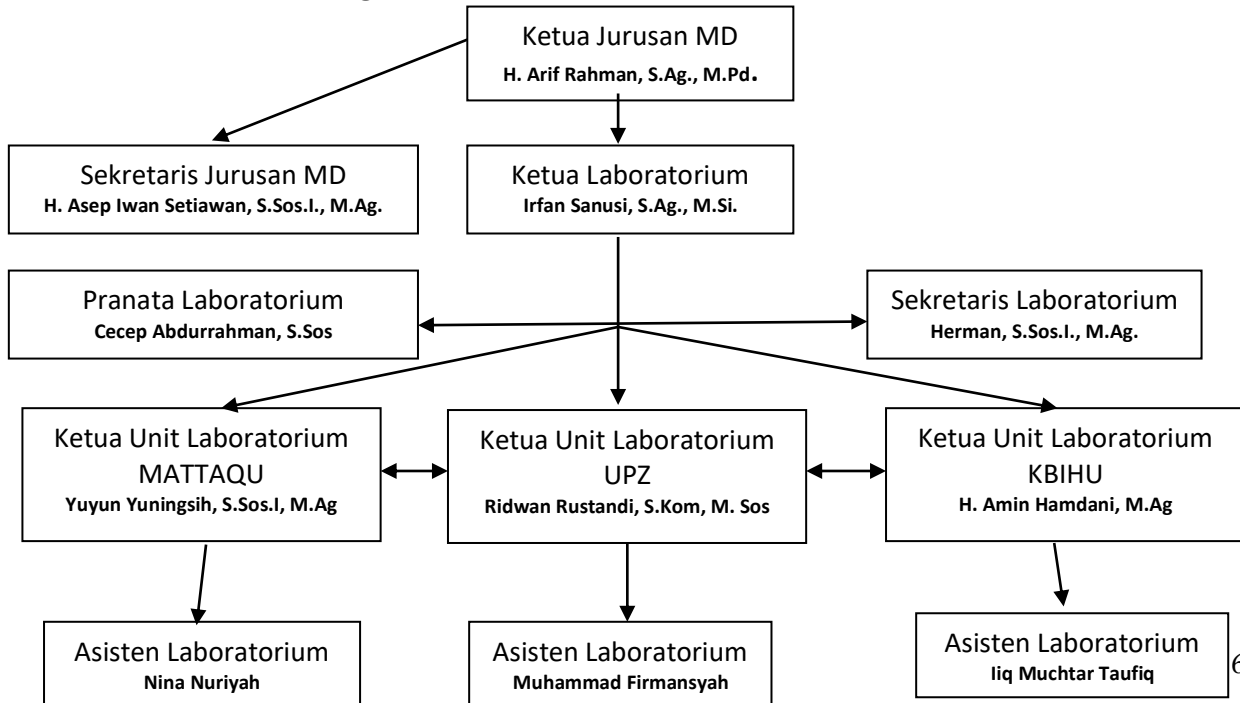 Ketua Jurusan MD
H. Arif Rahman, S.Ag., M.Pd.
Sekretaris Jurusan MD
H. Asep Iwan Setiawan, S.Sos.I., M.Ag.
Ketua Laboratorium
Irfan Sanusi, S.Ag., M.Si.
Pranata Laboratorium
Cecep Abdurrahman, S.Sos
Sekretaris Laboratorium
Herman, S.Sos.I., M.Ag.
Ketua Unit Laboratorium
MATTAQU
Yuyun Yuningsih, S.Sos.I, M.Ag
Ketua Unit Laboratorium
UPZ
Ridwan Rustandi, S.Kom, M. Sos
Ketua Unit Laboratorium
KBIHU
H. Amin Hamdani, M.Ag
Asisten Laboratorium
Nina Nuriyah
Asisten Laboratorium
Muhammad Firmansyah
Asisten Laboratorium
Iiq Muchtar Taufiq